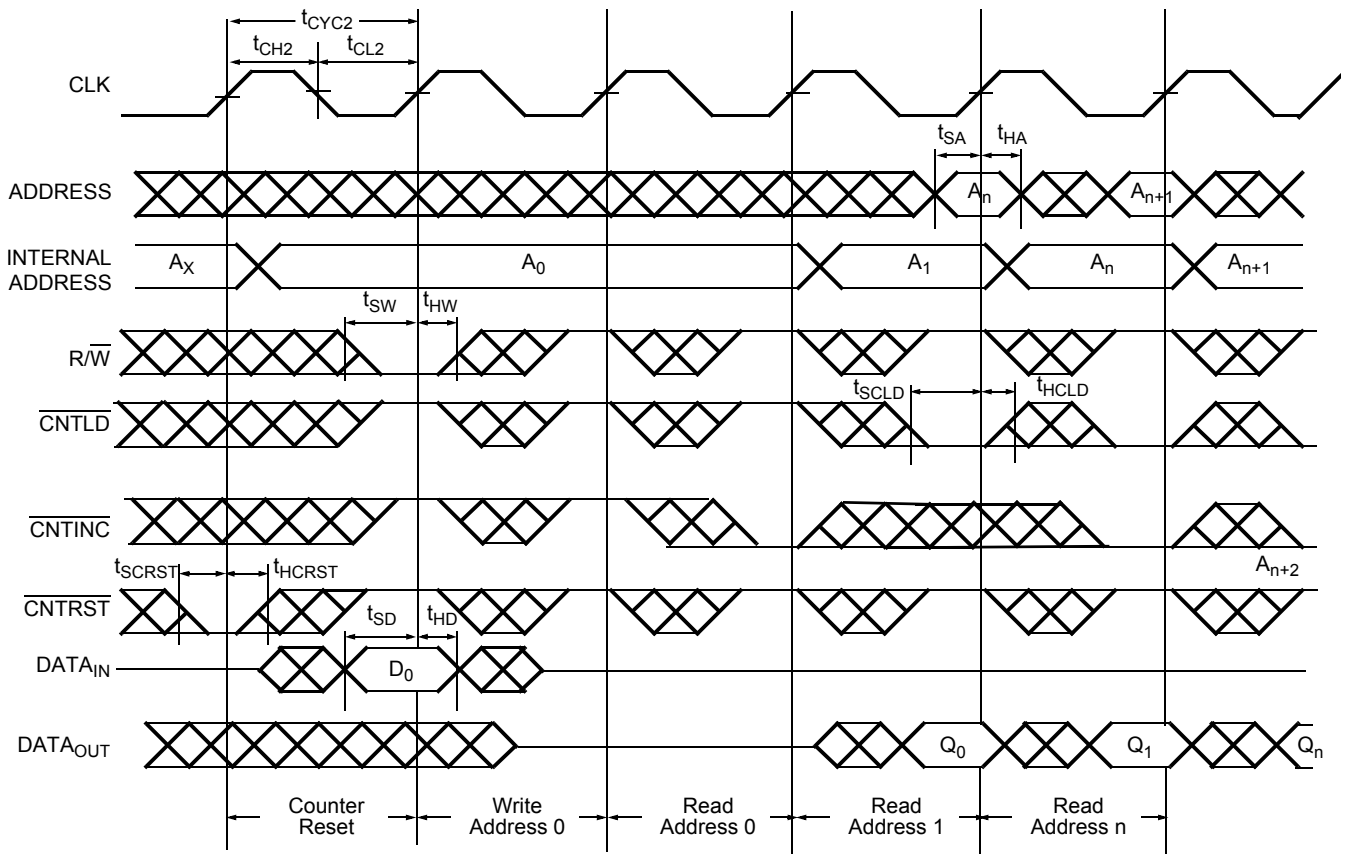 tCYC2
tCH2 tCL2
CLK
tSA tHA
ADDRESS An An+1
INTERNAL ADDRESS AX A0 A1 An An+1
tSW tHW
R/W
tSCLD tHCLD
CNTLD
CNTINC
An+2
tSCRST tHCRST
CNTRST
tSD tHD
DATAIN D0
DATAOUT Q0 Q1 Qn
Counter Reset
Write Address 0
Read Address 0
Read Address 1
Read Address n